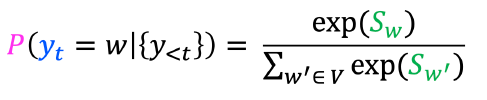 P(y_t = w|{y_{<t}}) = exp(S_w) / ∑_{w'∈V} exp(S_{w'})